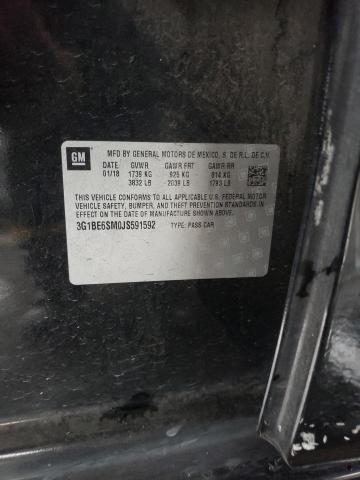 GM
MFD BY GENERAL MOTORS DE MEXICO, S. DE R.L. DE C.V.
DATE GVWR GAWR FRT GAWR RR
01/18 1739 KG 925 KG 814 KG
3832 LB 2039 LB 1793 LB
THIS VEHICLE CONFORMS TO ALL APPLICABLE U.S. FEDERAL MOTOR
VEHICLE SAFETY, BUMPER, AND THEFT PREVENTION STANDARDS IN
EFFECT ON THE DATE OF MANUFACTURE SHOWN ABOVE.
3G1BE6SM0JS591592 TYPE: PASS CAR